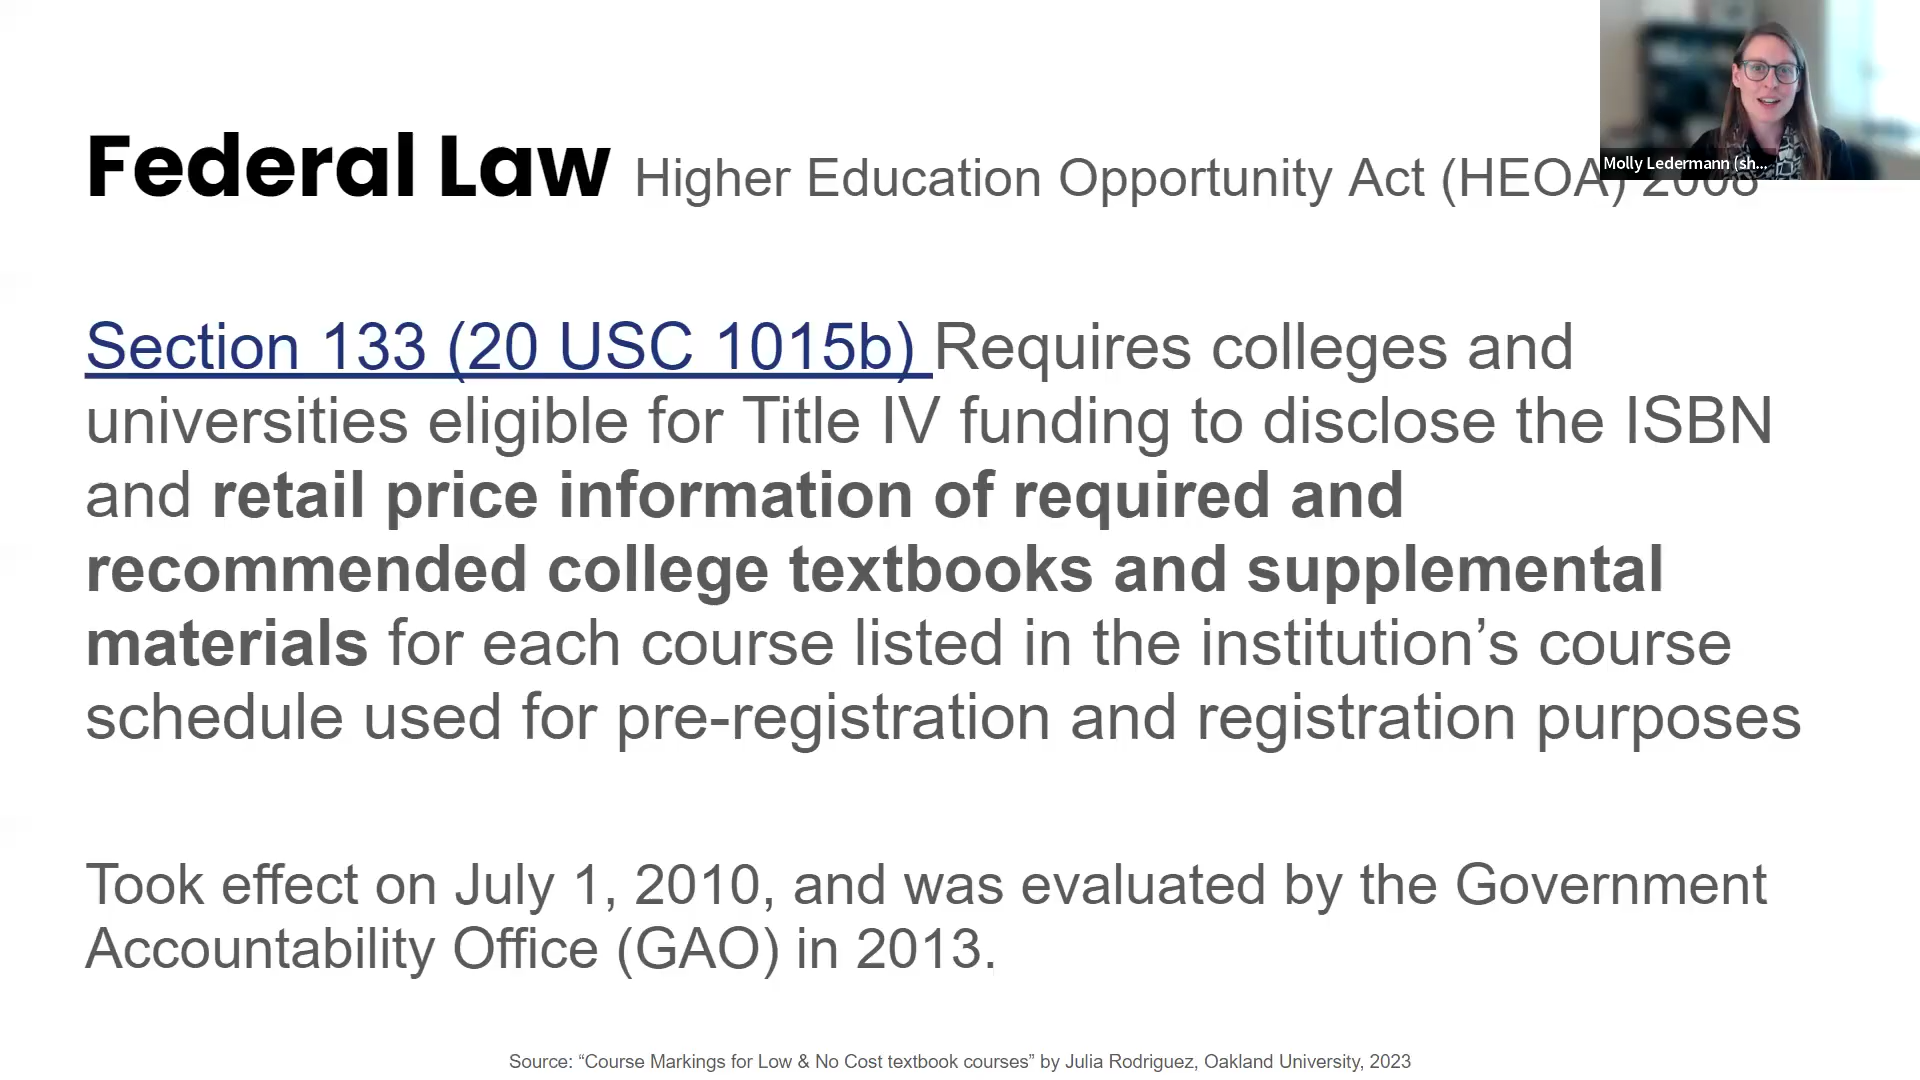 Federal Law Higher Education Opportunity Act (HEOA) 2008
Molly Ledermann (sh...
Section 133 (20 USC 1015b) Requires colleges and
universities eligible for Title IV funding to disclose the ISBN
and retail price information of required and
recommended college textbooks and supplemental
materials for each course listed in the institution’s course
schedule used for pre-registration and registration purposes
Took effect on July 1, 2010, and was evaluated by the Government
Accountability Office (GAO) in 2013.
Source: “Course Markings for Low & No Cost textbook courses” by Julia Rodriguez, Oakland University, 2023